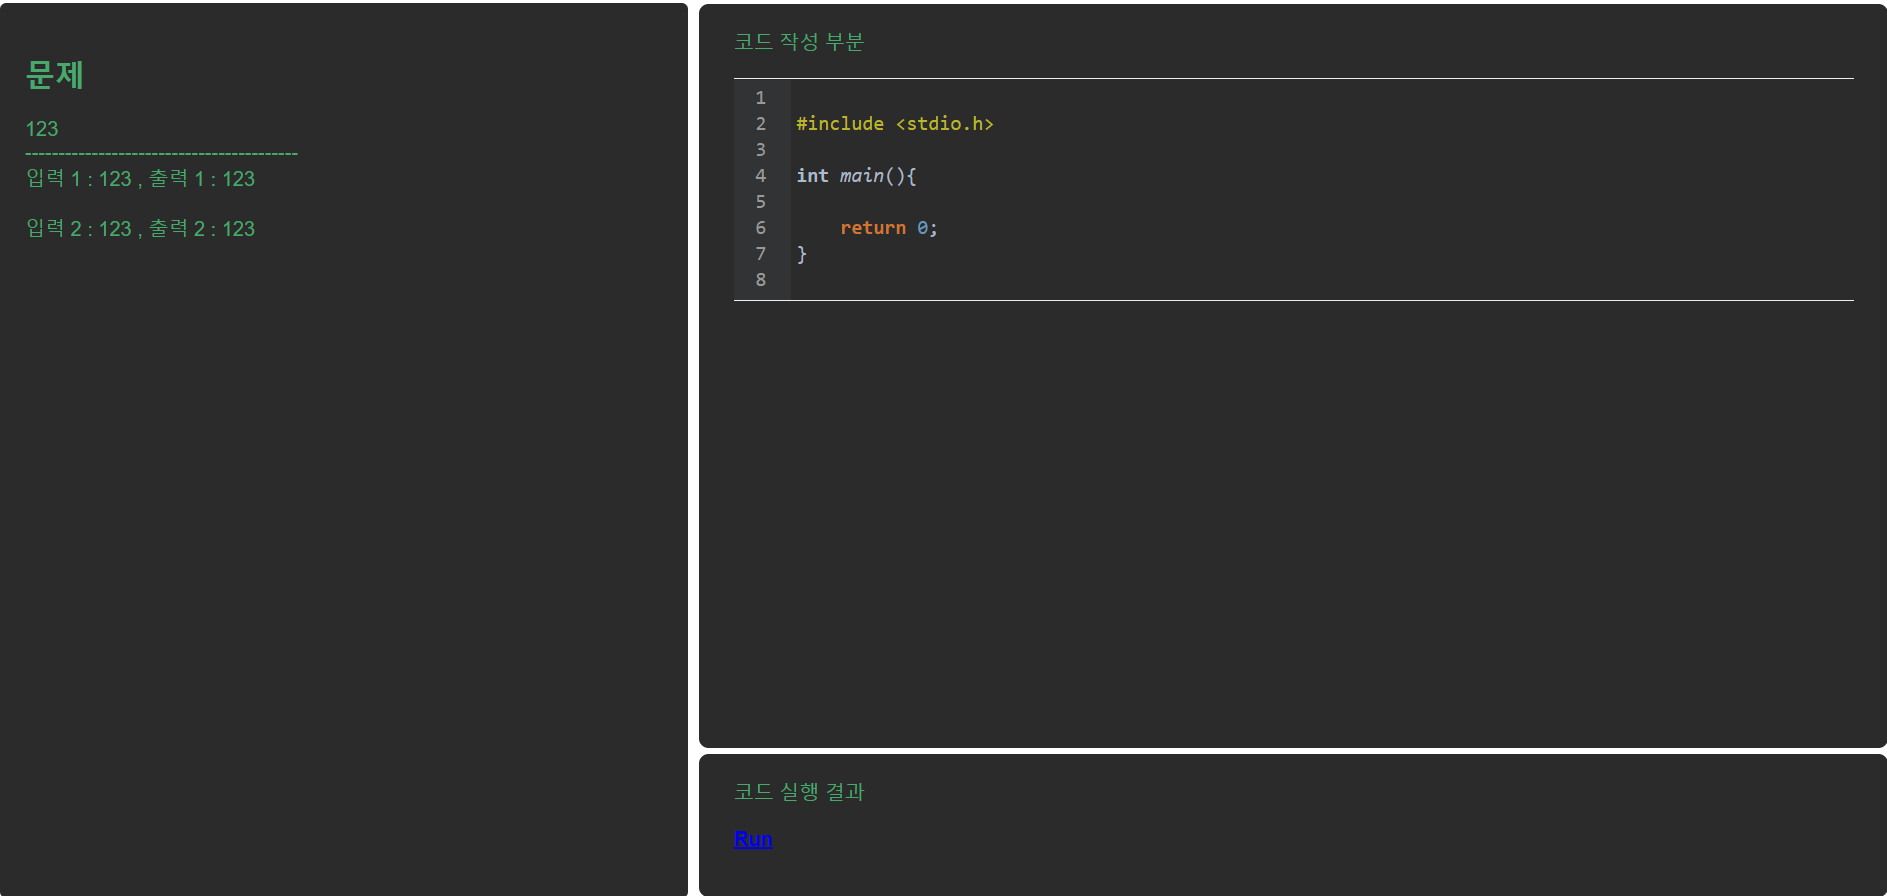 문제
123
-----------------------------------------
입력 1 : 123 , 출력 1 : 123
입력 2 : 123 , 출력 2 : 123
코드 작성 부분
1
2 #include <stdio.h>
3
4 int main(){
5
6     return 0;
7 }
8
코드 실행 결과
Run